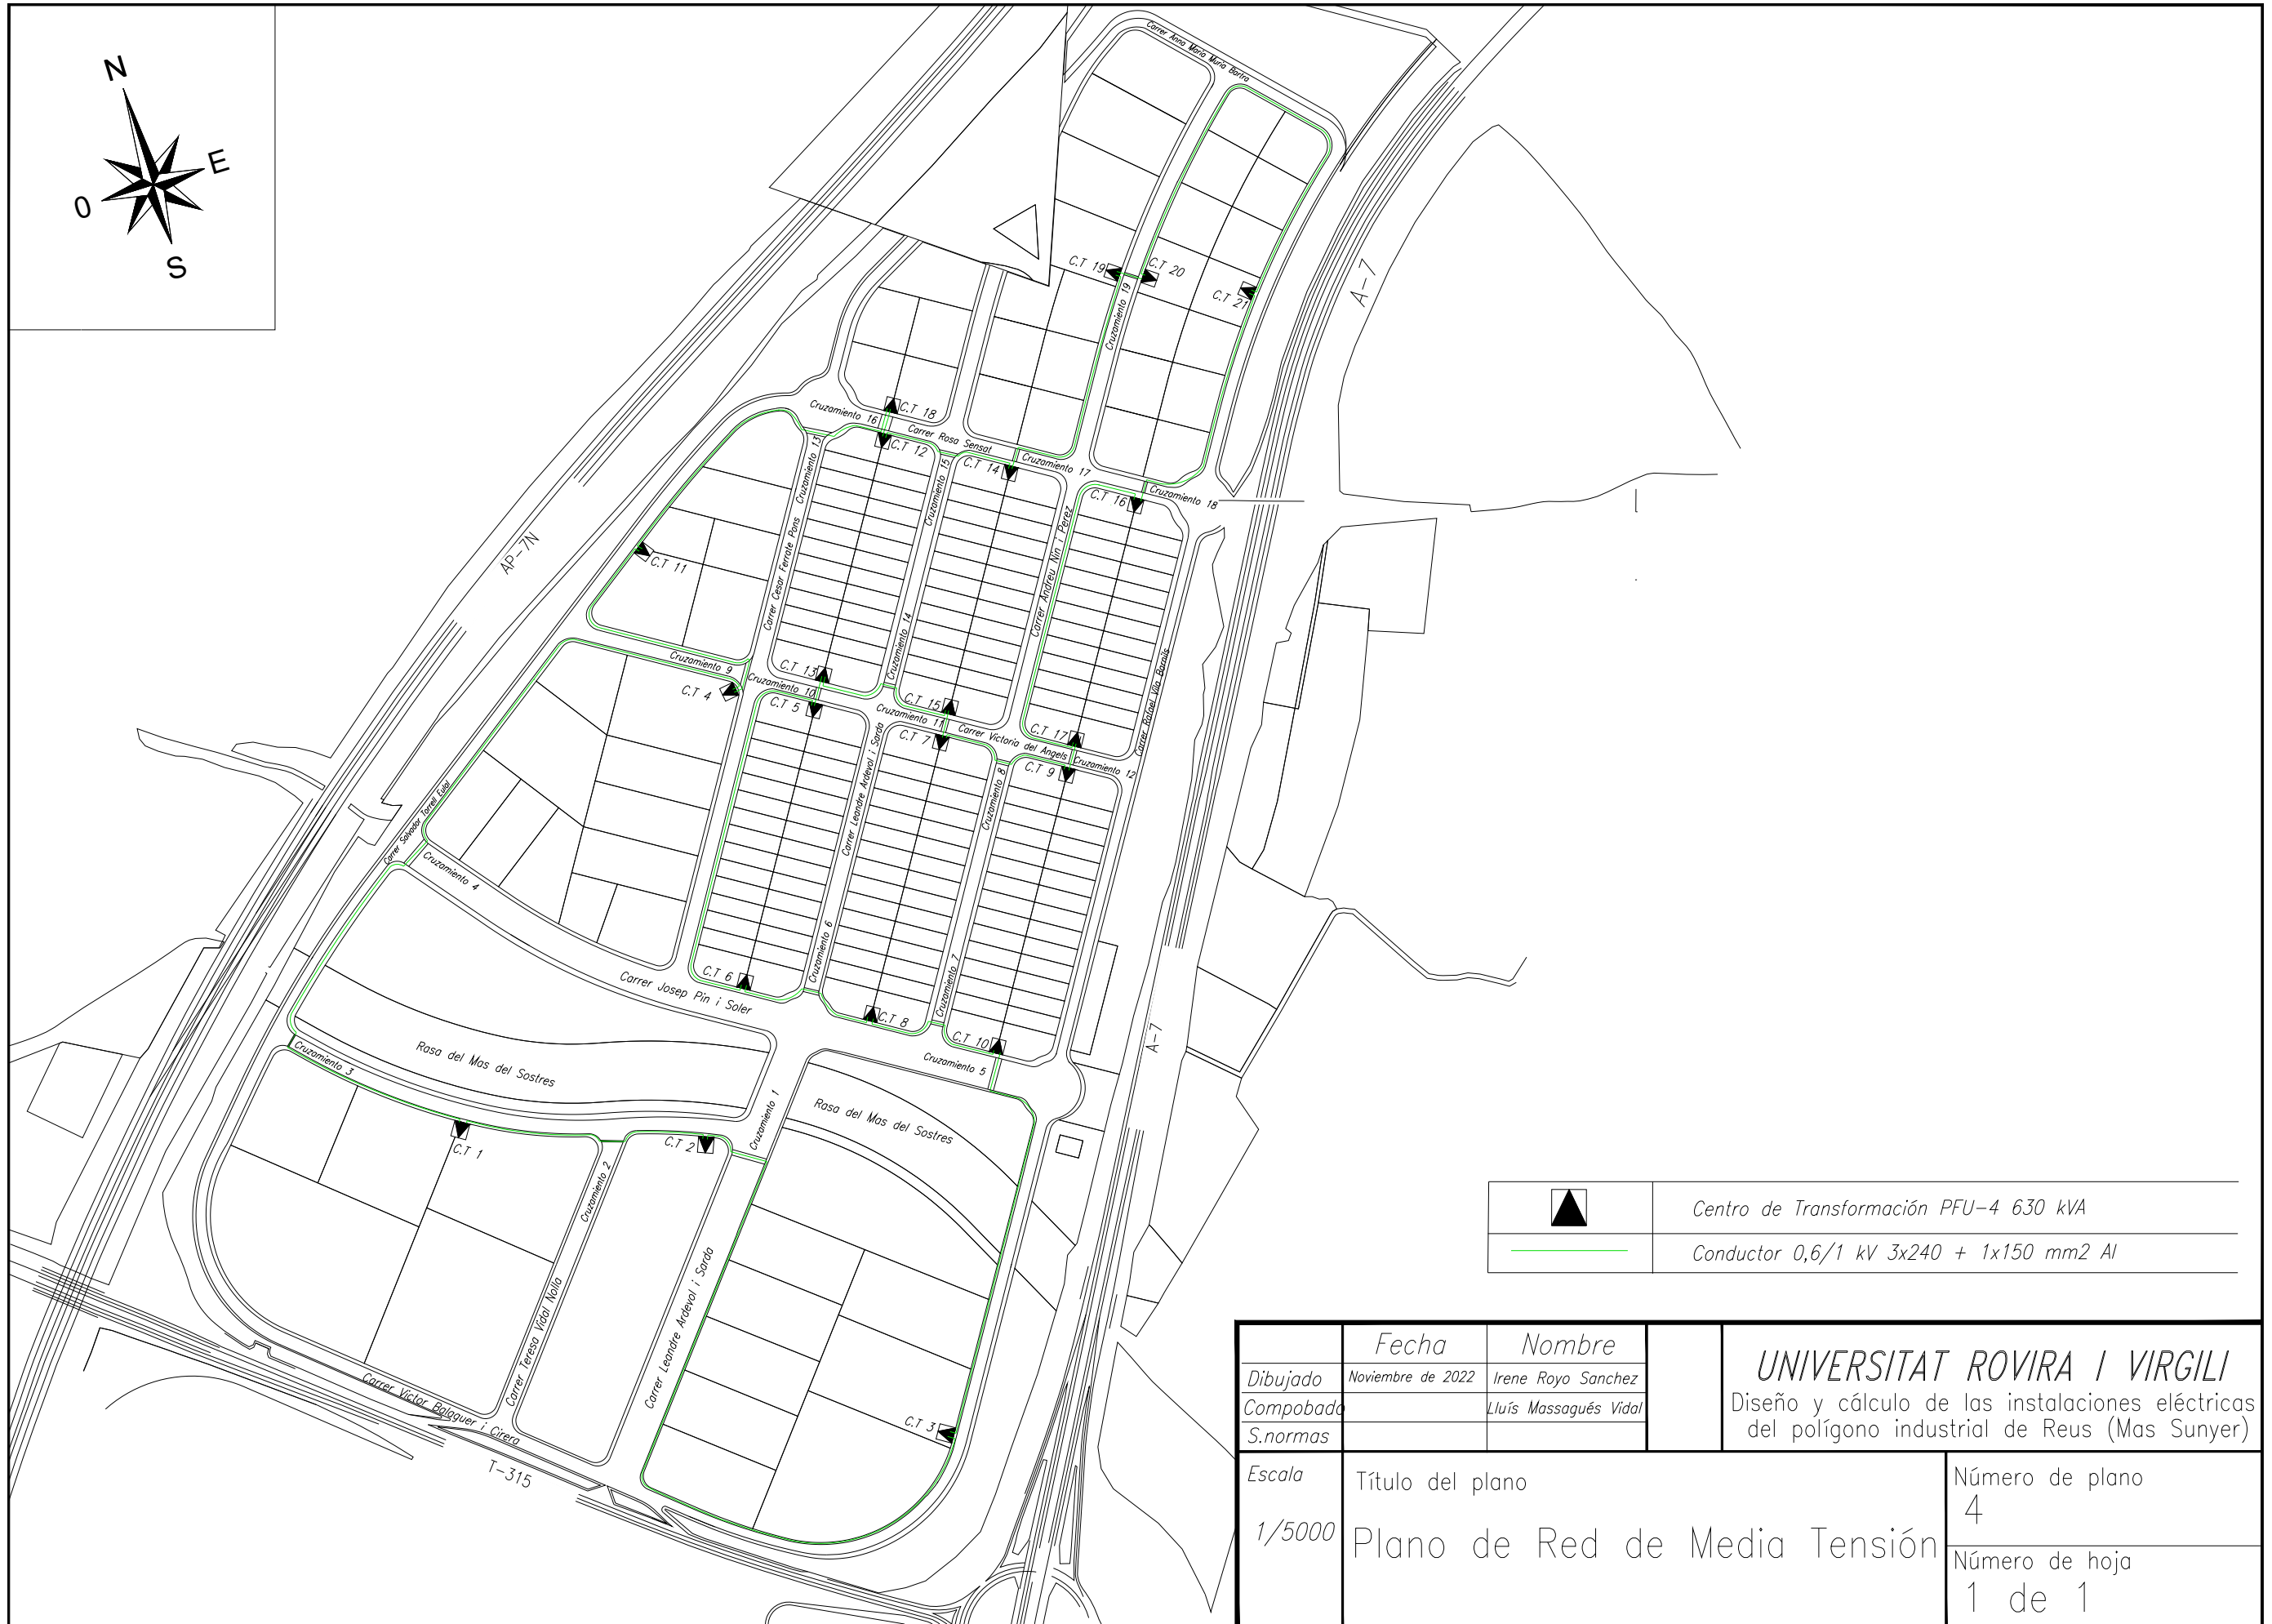 N
E
O
S
Carrer Anna Maria Muria Bartra
A-7
C.T 19
C.T 20
C.T 21
Cruzamiento 19
C.T 18
Cruzamiento 16
Carrer Rosa Sensat
C.T 12
Cruzamiento 13
Cruzamiento 15
C.T 14
Cruzamiento 17
C.T 16
Cruzamiento 18
AP-7N
C.T 11
Carrer Cesar Ferrate Pons
Carrer Andreu Nin i Perez
Cruzamiento 14
Carrer Rafael Vila Barnils
Cruzamiento 9
C.T 13
C.T 4
Cruzamiento 10
C.T 5
C.T 15
Cruzamiento 11
C.T 7
Carrer Victoria del Angels
C.T 17
Cruzamiento 12
C.T 9
Carrer Leandre Ardevol i Sarda
Cruzamiento 8
Carrer Salvador Torrell Eulal
Cruzamiento 4
Cruzamiento 6
Cruzamiento 7
C.T 6
Carrer Josep Pin i Soler
C.T 8
C.T 10
Cruzamiento 5
A-7
Rasa del Mas del Sostres
Cruzamiento 3
Rasa del Mas del Sostres
Cruzamiento 1
C.T 1
C.T 2
Cruzamiento 2
Carrer Teresa Vidal Nolla
Carrer Leandre Ardevol i Sarda
C.T 3
Carrer Victor Balaguer i Cirera
T-315
Centro de Transformación PFU-4 630 kVA
Conductor 0,6/1 kV 3x240 + 1x150 mm2 Al
Fecha
Nombre
Dibujado
Noviembre de 2022
Irene Royo Sanchez
Compobado
Lluís Massagués Vidal
S.normas
UNIVERSITAT ROVIRA I VIRGILI
Diseño y cálculo de las instalaciones eléctricas
del polígono industrial de Reus (Mas Sunyer)
Escala
1/5000
Título del plano
Plano de Red de Media Tensión
Número de plano
4
Número de hoja
1 de 1